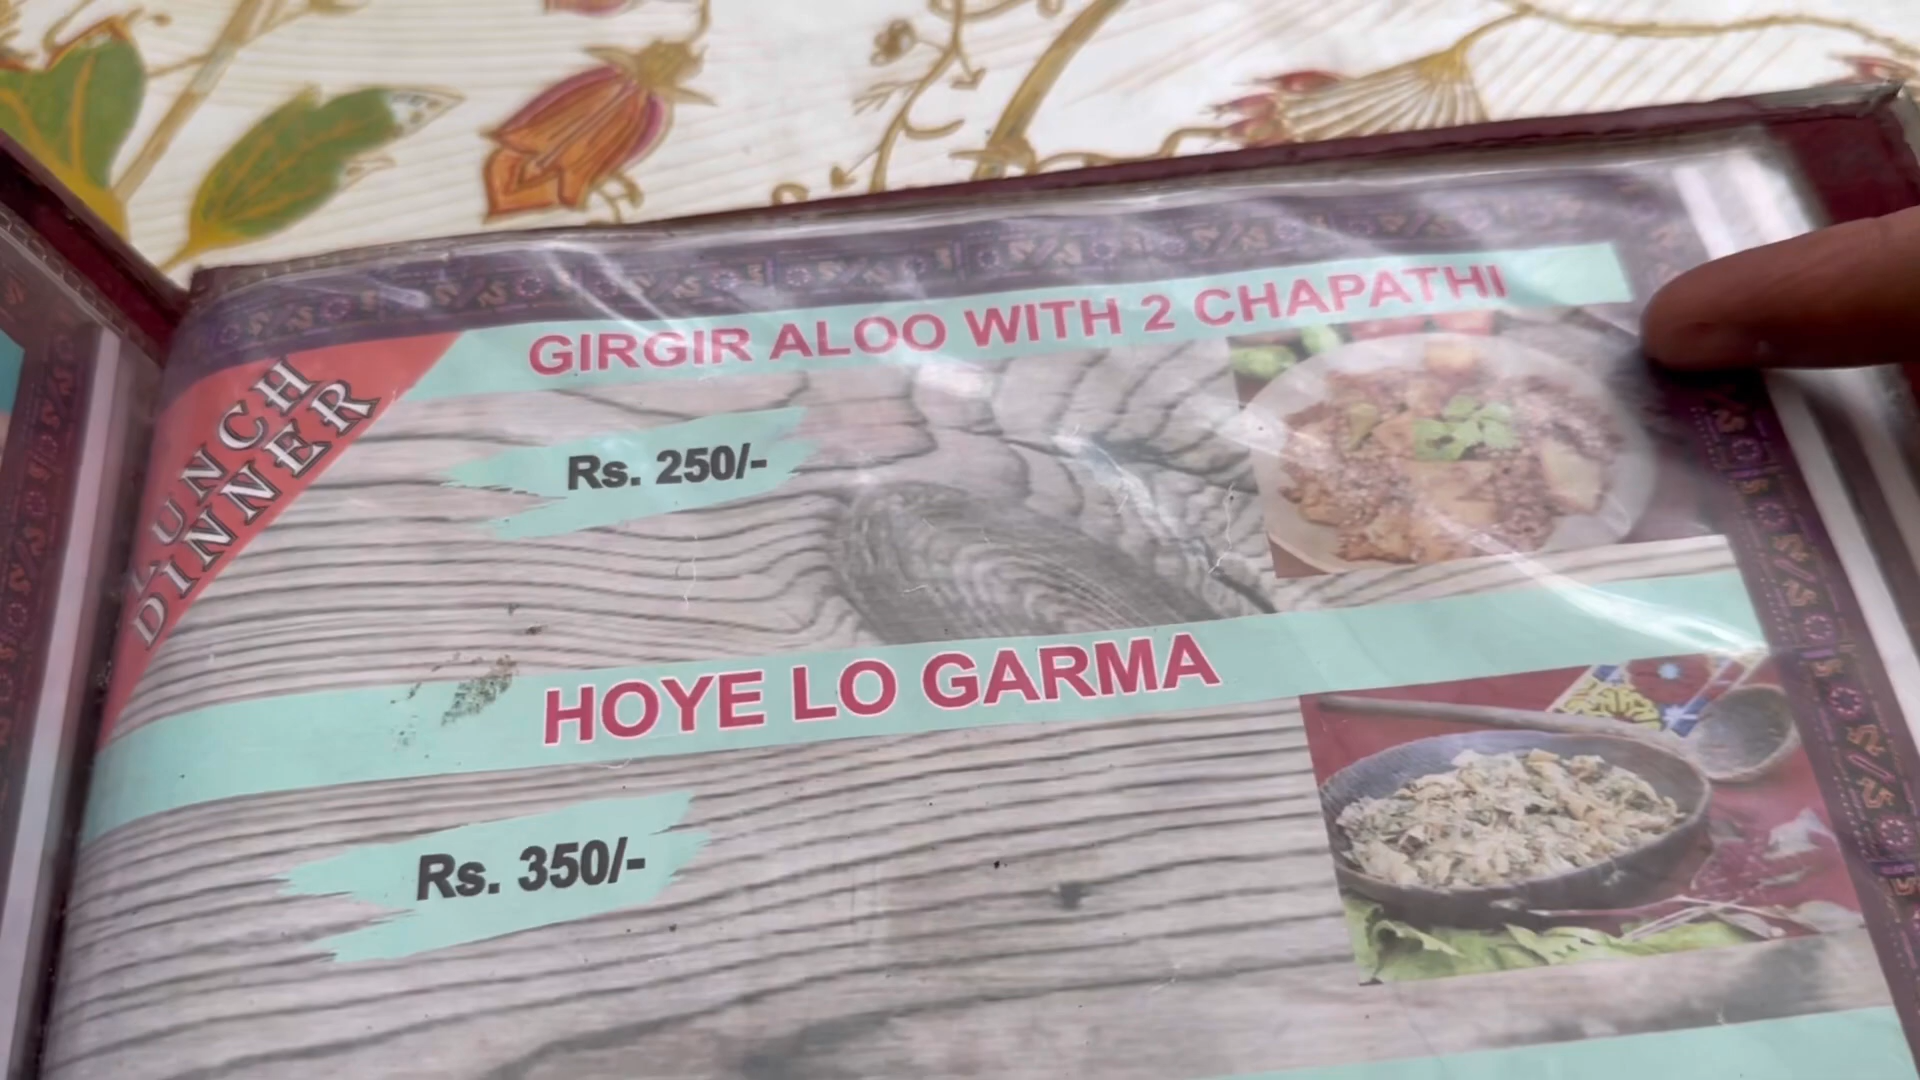 LUNCH
DINNER
GIRGIR ALOO WITH 2 CHAPATHI
Rs. 250/-
HOYE LO GARMA
Rs. 350/-